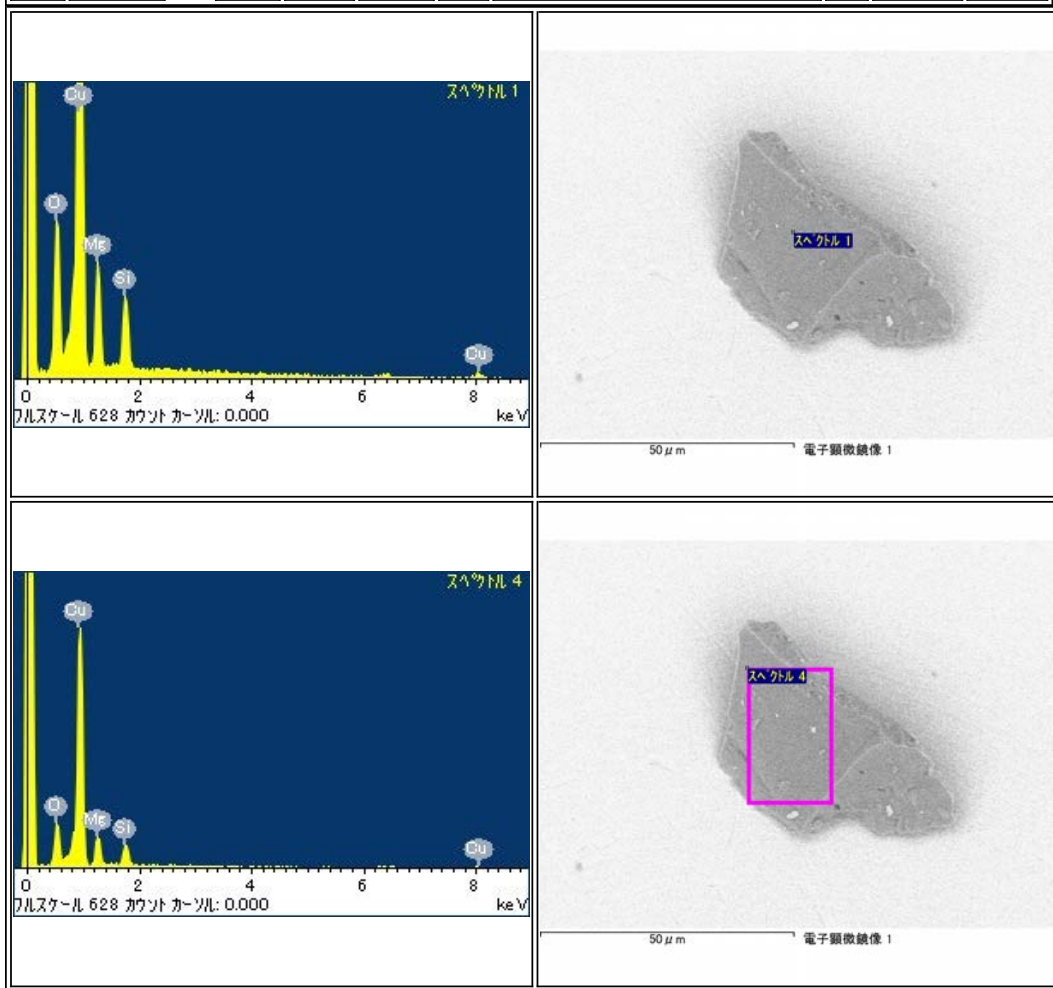 スペクトル 1
Cu
O
Mg
Si
Cu
0 2 4 6 8
フルスケール 628 カウント カーソル: 0.000 keV
スペクトル 1
50μm 電子顕微鏡像 1
スペクトル 4
Cu
O
Mg
Si
Cu
0 2 4 6 8
フルスケール 628 カウント カーソル: 0.000 keV
スペクトル 4
50μm 電子顕微鏡像 1